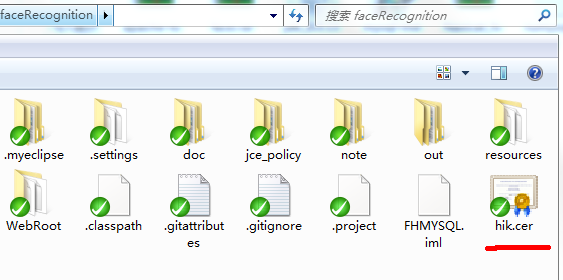 faceRecognition
搜索 faceRecognition
.myeclipse
.settings
doc
jce_policy
note
out
resources
WebRoot
.classpath
.gitattribut
es
.gitignore
.project
FHMYSQL.
iml
hik.cer